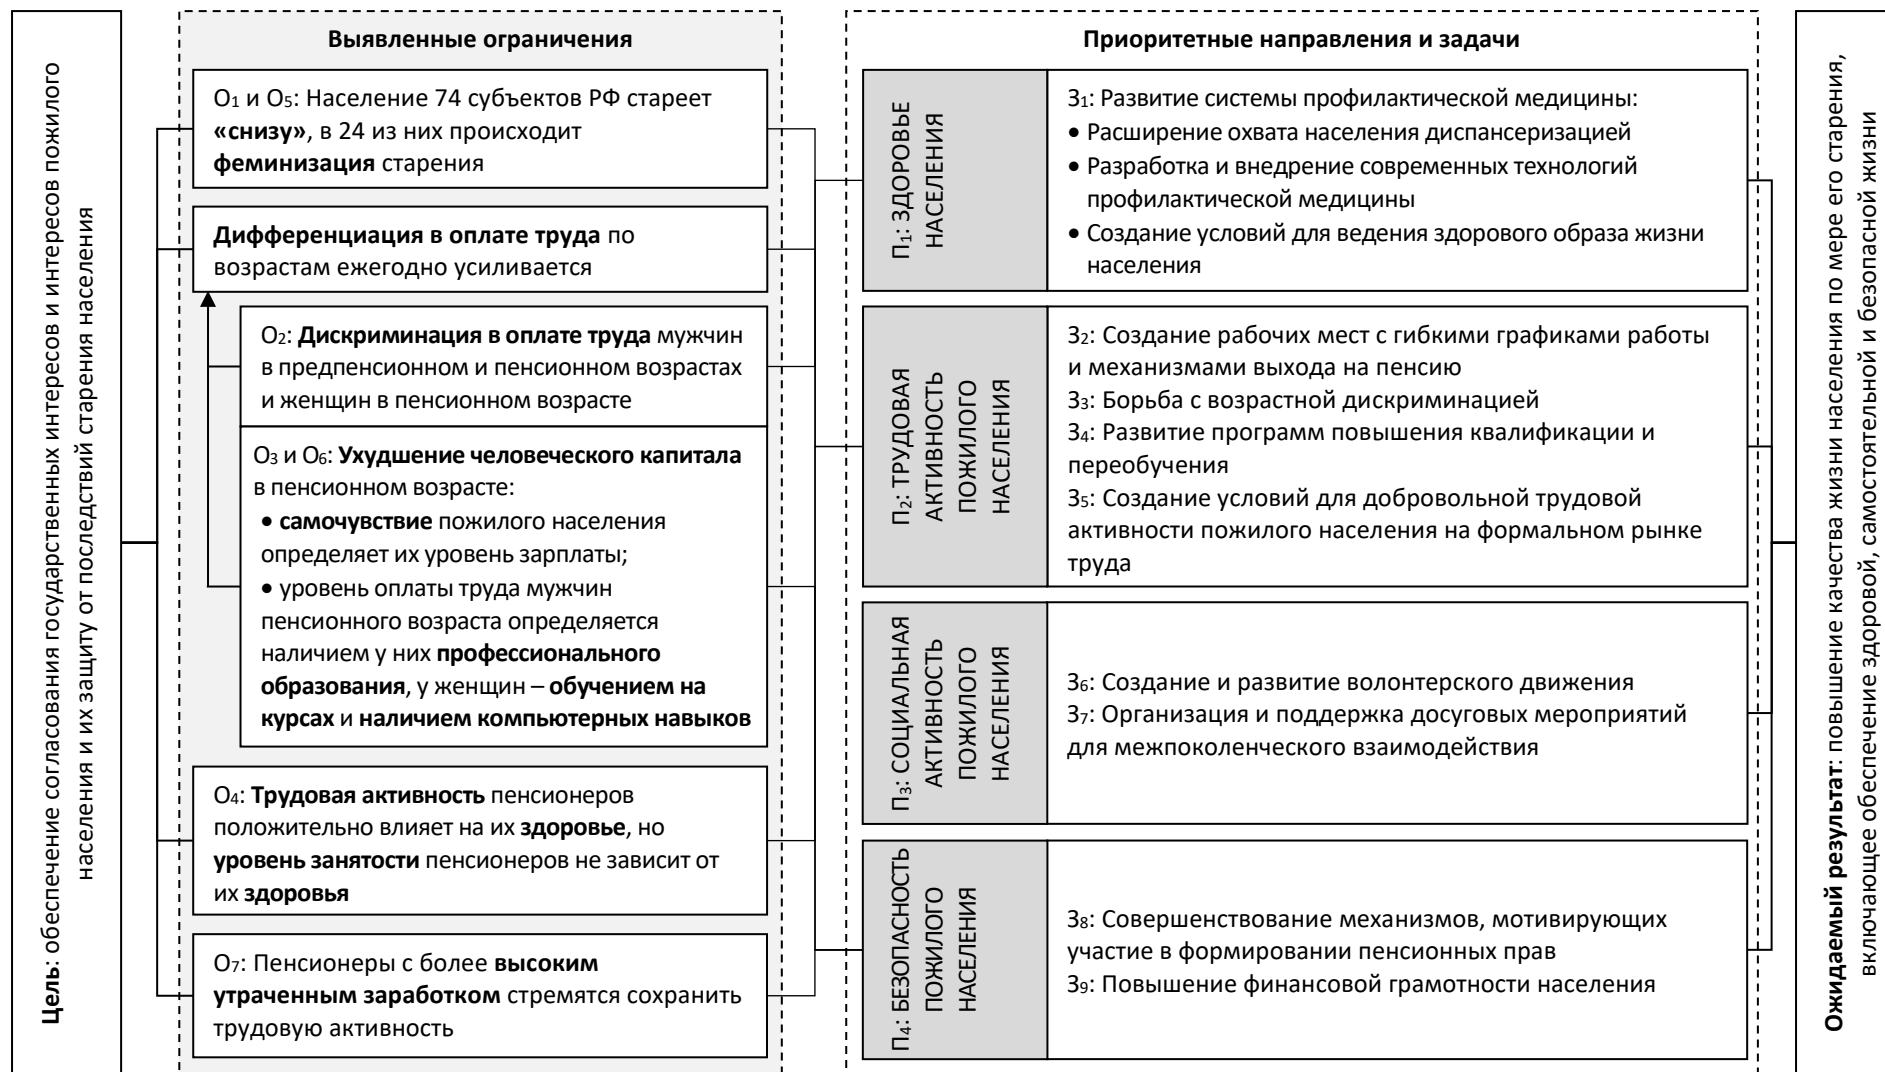 Цель: обеспечение согласования государственных интересов и интересов пожилого
населения и их защиту от последствий старения населения
Выявленные ограничения
О₁ и О₅: Население 74 субъектов РФ стареет
«снизу», в 24 из них происходит
феминизация старения
Дифференциация в оплате труда по
возрастам ежегодно усиливается
О₂: Дискриминация в оплате труда мужчин
в предпенсионном и пенсионном возрастах
и женщин в пенсионном возрасте
О₃ и О₆: Ухудшение человеческого капитала
в пенсионном возрасте:
• самочувствие пожилого населения
определяет их уровень зарплаты;
• уровень оплаты труда мужчин
пенсионного возраста определяется
наличием у них профессионального
образования, у женщин – обучением на
курсах и наличием компьютерных навыков
О₄: Трудовая активность пенсионеров
положительно влияет на их здоровье, но
уровень занятости пенсионеров не зависит от
их здоровья
О₇: Пенсионеры с более высоким
утраченным заработком стремятся сохранить
трудовую активность
Приоритетные направления и задачи
П₁: ЗДОРОВЬЕ
НАСЕЛЕНИЯ
З₁: Развитие системы профилактической медицины:
• Расширение охвата населения диспансеризацией
• Разработка и внедрение современных технологий
профилактической медицины
• Создание условий для ведения здорового образа жизни
населения
П₂: ТРУДОВАЯ
АКТИВНОСТЬ
ПОЖИЛОГО
НАСЕЛЕНИЯ
З₂: Создание рабочих мест с гибкими графиками работы
и механизмами выхода на пенсию
З₃: Борьба с возрастной дискриминацией
З₄: Развитие программ повышения квалификации и
переобучения
З₅: Создание условий для добровольной трудовой
активности пожилого населения на формальном рынке
труда
П₃: СОЦИАЛЬНАЯ
АКТИВНОСТЬ
ПОЖИЛОГО
НАСЕЛЕНИЯ
З₆: Создание и развитие волонтерского движения
З₇: Организация и поддержка досуговых мероприятий
для межпоколенческого взаимодействия
П₄: БЕЗОПАСНОСТЬ
ПОЖИЛОГО
НАСЕЛЕНИЯ
З₈: Совершенствование механизмов, мотивирующих
участие в формировании пенсионных прав
З₉: Повышение финансовой грамотности населения
Ожидаемый результат: повышение качества жизни населения по мере его старения,
включающее обеспечение здоровой, самостоятельной и безопасной жизни